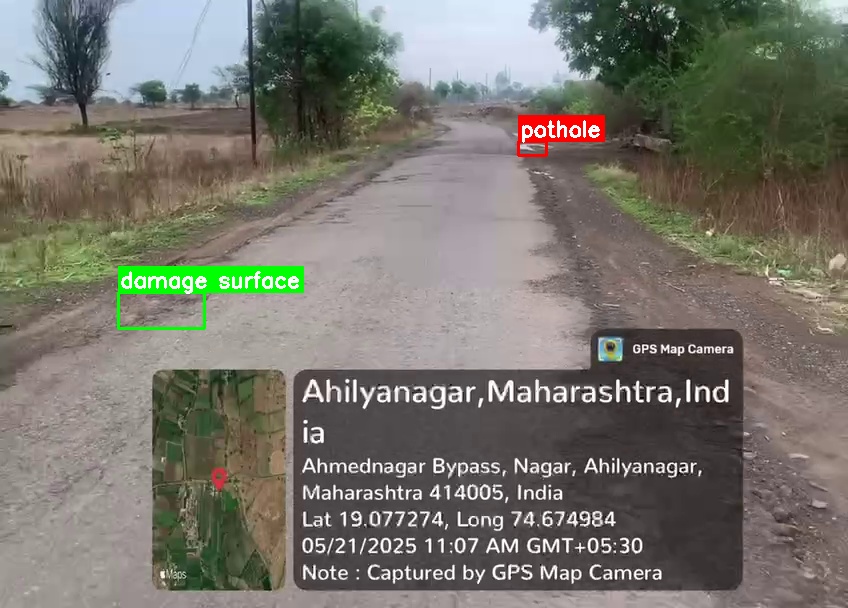 pothole
damage surface
GPS Map Camera
Ahilyanagar,Maharashtra,Ind
ia
Ahmednagar Bypass, Nagar, Ahilyanagar,
Maharashtra 414005, India
Lat 19.077274, Long 74.674984
05/21/2025 11:07 AM GMT+05:30
Note : Captured by GPS Map Camera
Maps